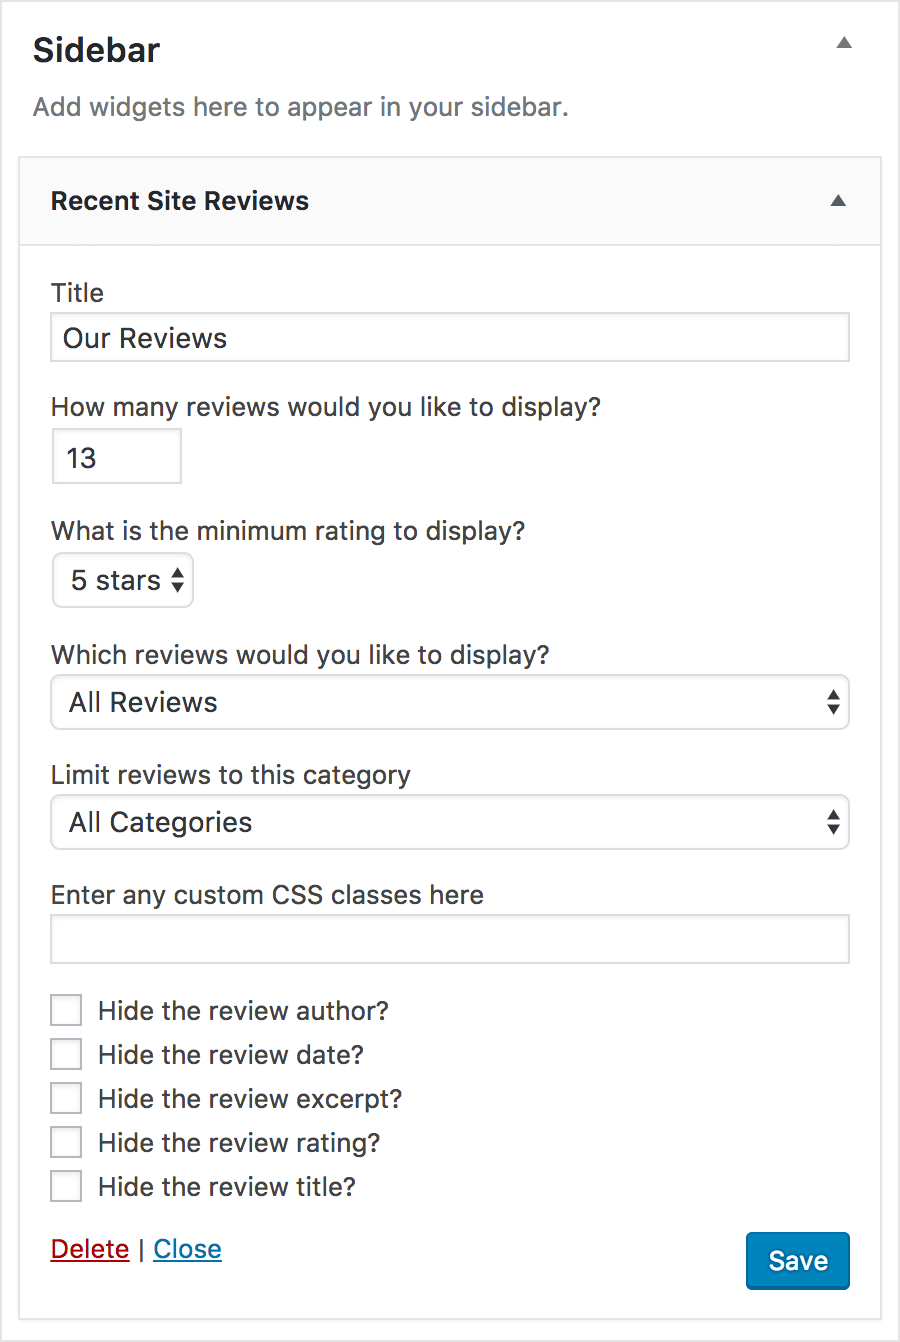 Sidebar
Add widgets here to appear in your sidebar.
Recent Site Reviews
Title
Our Reviews
How many reviews would you like to display?
13
What is the minimum rating to display?
5 stars
Which reviews would you like to display?
All Reviews
Limit reviews to this category
All Categories
Enter any custom CSS classes here
Hide the review author?
Hide the review date?
Hide the review excerpt?
Hide the review rating?
Hide the review title?
Delete | Close
Save